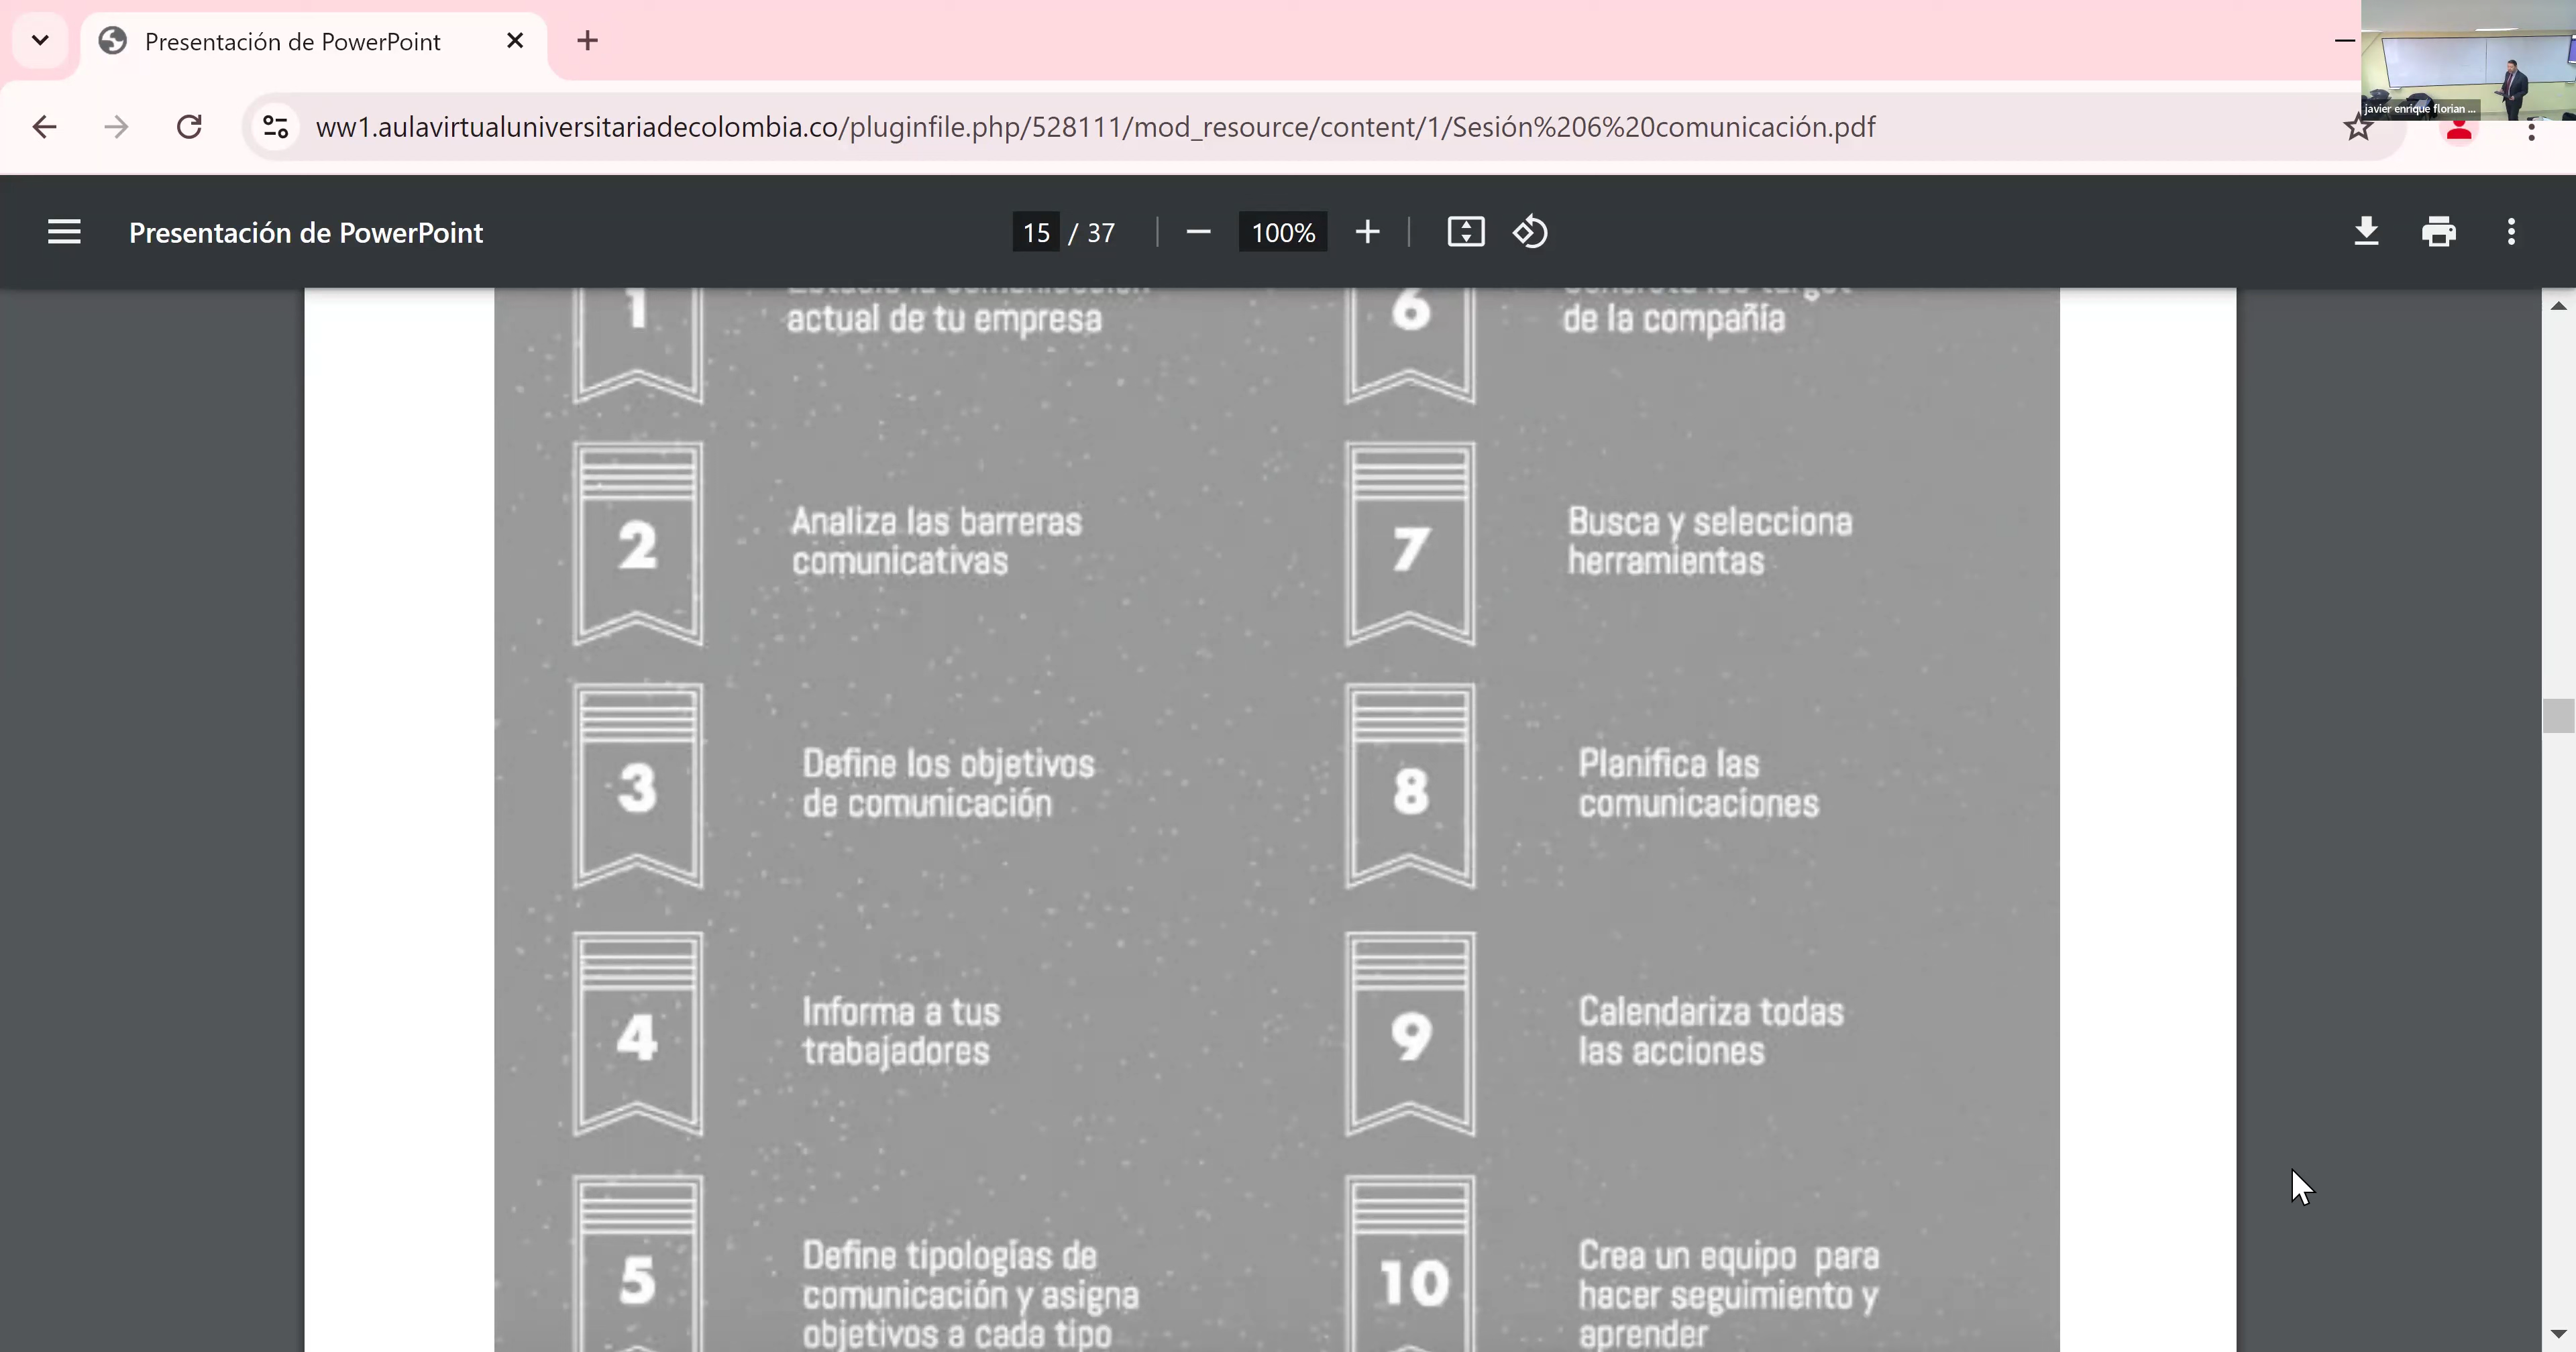 Presentación de PowerPoint
ww1.aulavirtualuniversitariadecolombia.co/pluginfile.php/528111/mod_resource/content/1/Sesión%206%20comunicación.pdf
javier enrique florian ...
Presentación de PowerPoint
15 / 37
100%
1
actual de tu empresa
2
Analiza las barreras
comunicativas
3
Define los objetivos
de comunicación
4
Informa a tus
trabajadores
5
Define tipologías de
comunicación y asigna
objetivos a cada tipo
6
de la compañía
7
Busca y selecciona
herramientas
8
Planifica las
comunicaciones
9
Calendariza todas
las acciones
10
Crea un equipo para
hacer seguimiento y
aprender